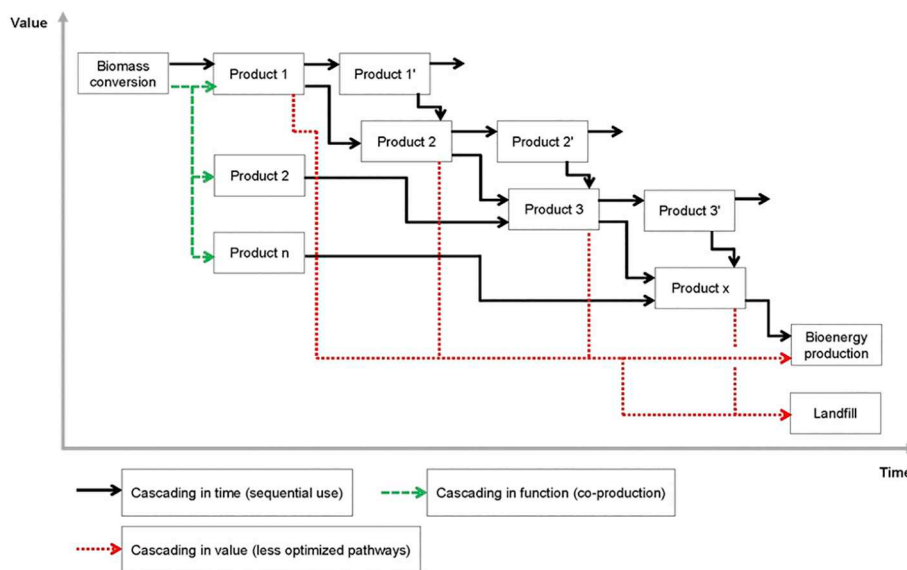 Value
Biomass
conversion
Product 1
Product 1'
Product 2
Product 2'
Product 2
Product 3
Product 3'
Product n
Product x
Bioenergy
production
Landfill
Time
Cascading in time (sequential use)
Cascading in function (co-production)
Cascading in value (less optimized pathways)